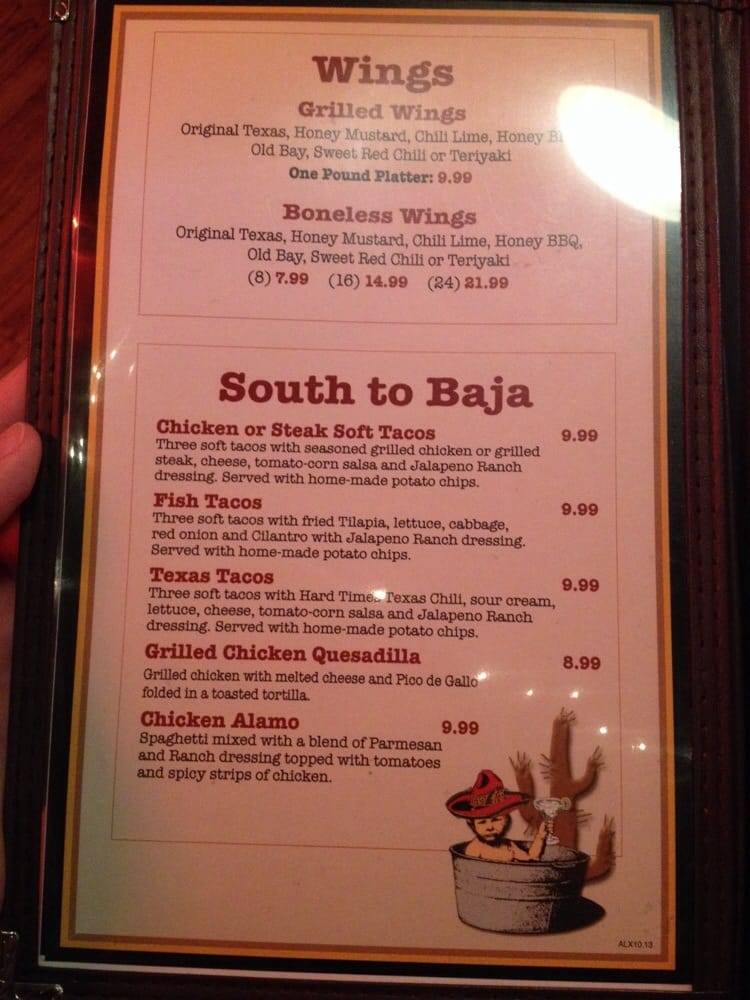 Wings
Grilled Wings
Original Texas, Honey Mustard, Chili Lime, Honey
Old Bay, Sweet Red Chili or Teriyaki
One Pound Platter: 9.99
Boneless Wings
Original Texas, Honey Mustard, Chili Lime, Honey BBQ,
Old Bay, Sweet Red Chili or Teriyaki
(8) 7.99 (16) 14.99 (24) 21.99
South to Baja
Chicken or Steak Soft Tacos 9.99
Three soft tacos with seasoned grilled chicken or grilled
steak, cheese, tomato-corn salsa and Jalapeno Ranch
dressing. Served with home-made potato chips.
Fish Tacos 9.99
Three soft tacos with fried Tilapia, lettuce, cabbage,
red onion and Cilantro with Jalapeno Ranch dressing.
Served with home-made potato chips.
Texas Tacos 9.99
Three soft tacos with Hard Times Texas Chili, sour cream,
lettuce, cheese, tomato-corn salsa and Jalapeno Ranch
dressing. Served with home-made potato chips.
Grilled Chicken Quesadilla 8.99
Grilled chicken with melted cheese and Pico de Gallo
folded in a toasted tortilla.
Chicken Alamo 9.99
Spaghetti mixed with a blend of Parmesan
and Ranch dressing topped with tomatoes
and spicy strips of chicken.
ALX10.13